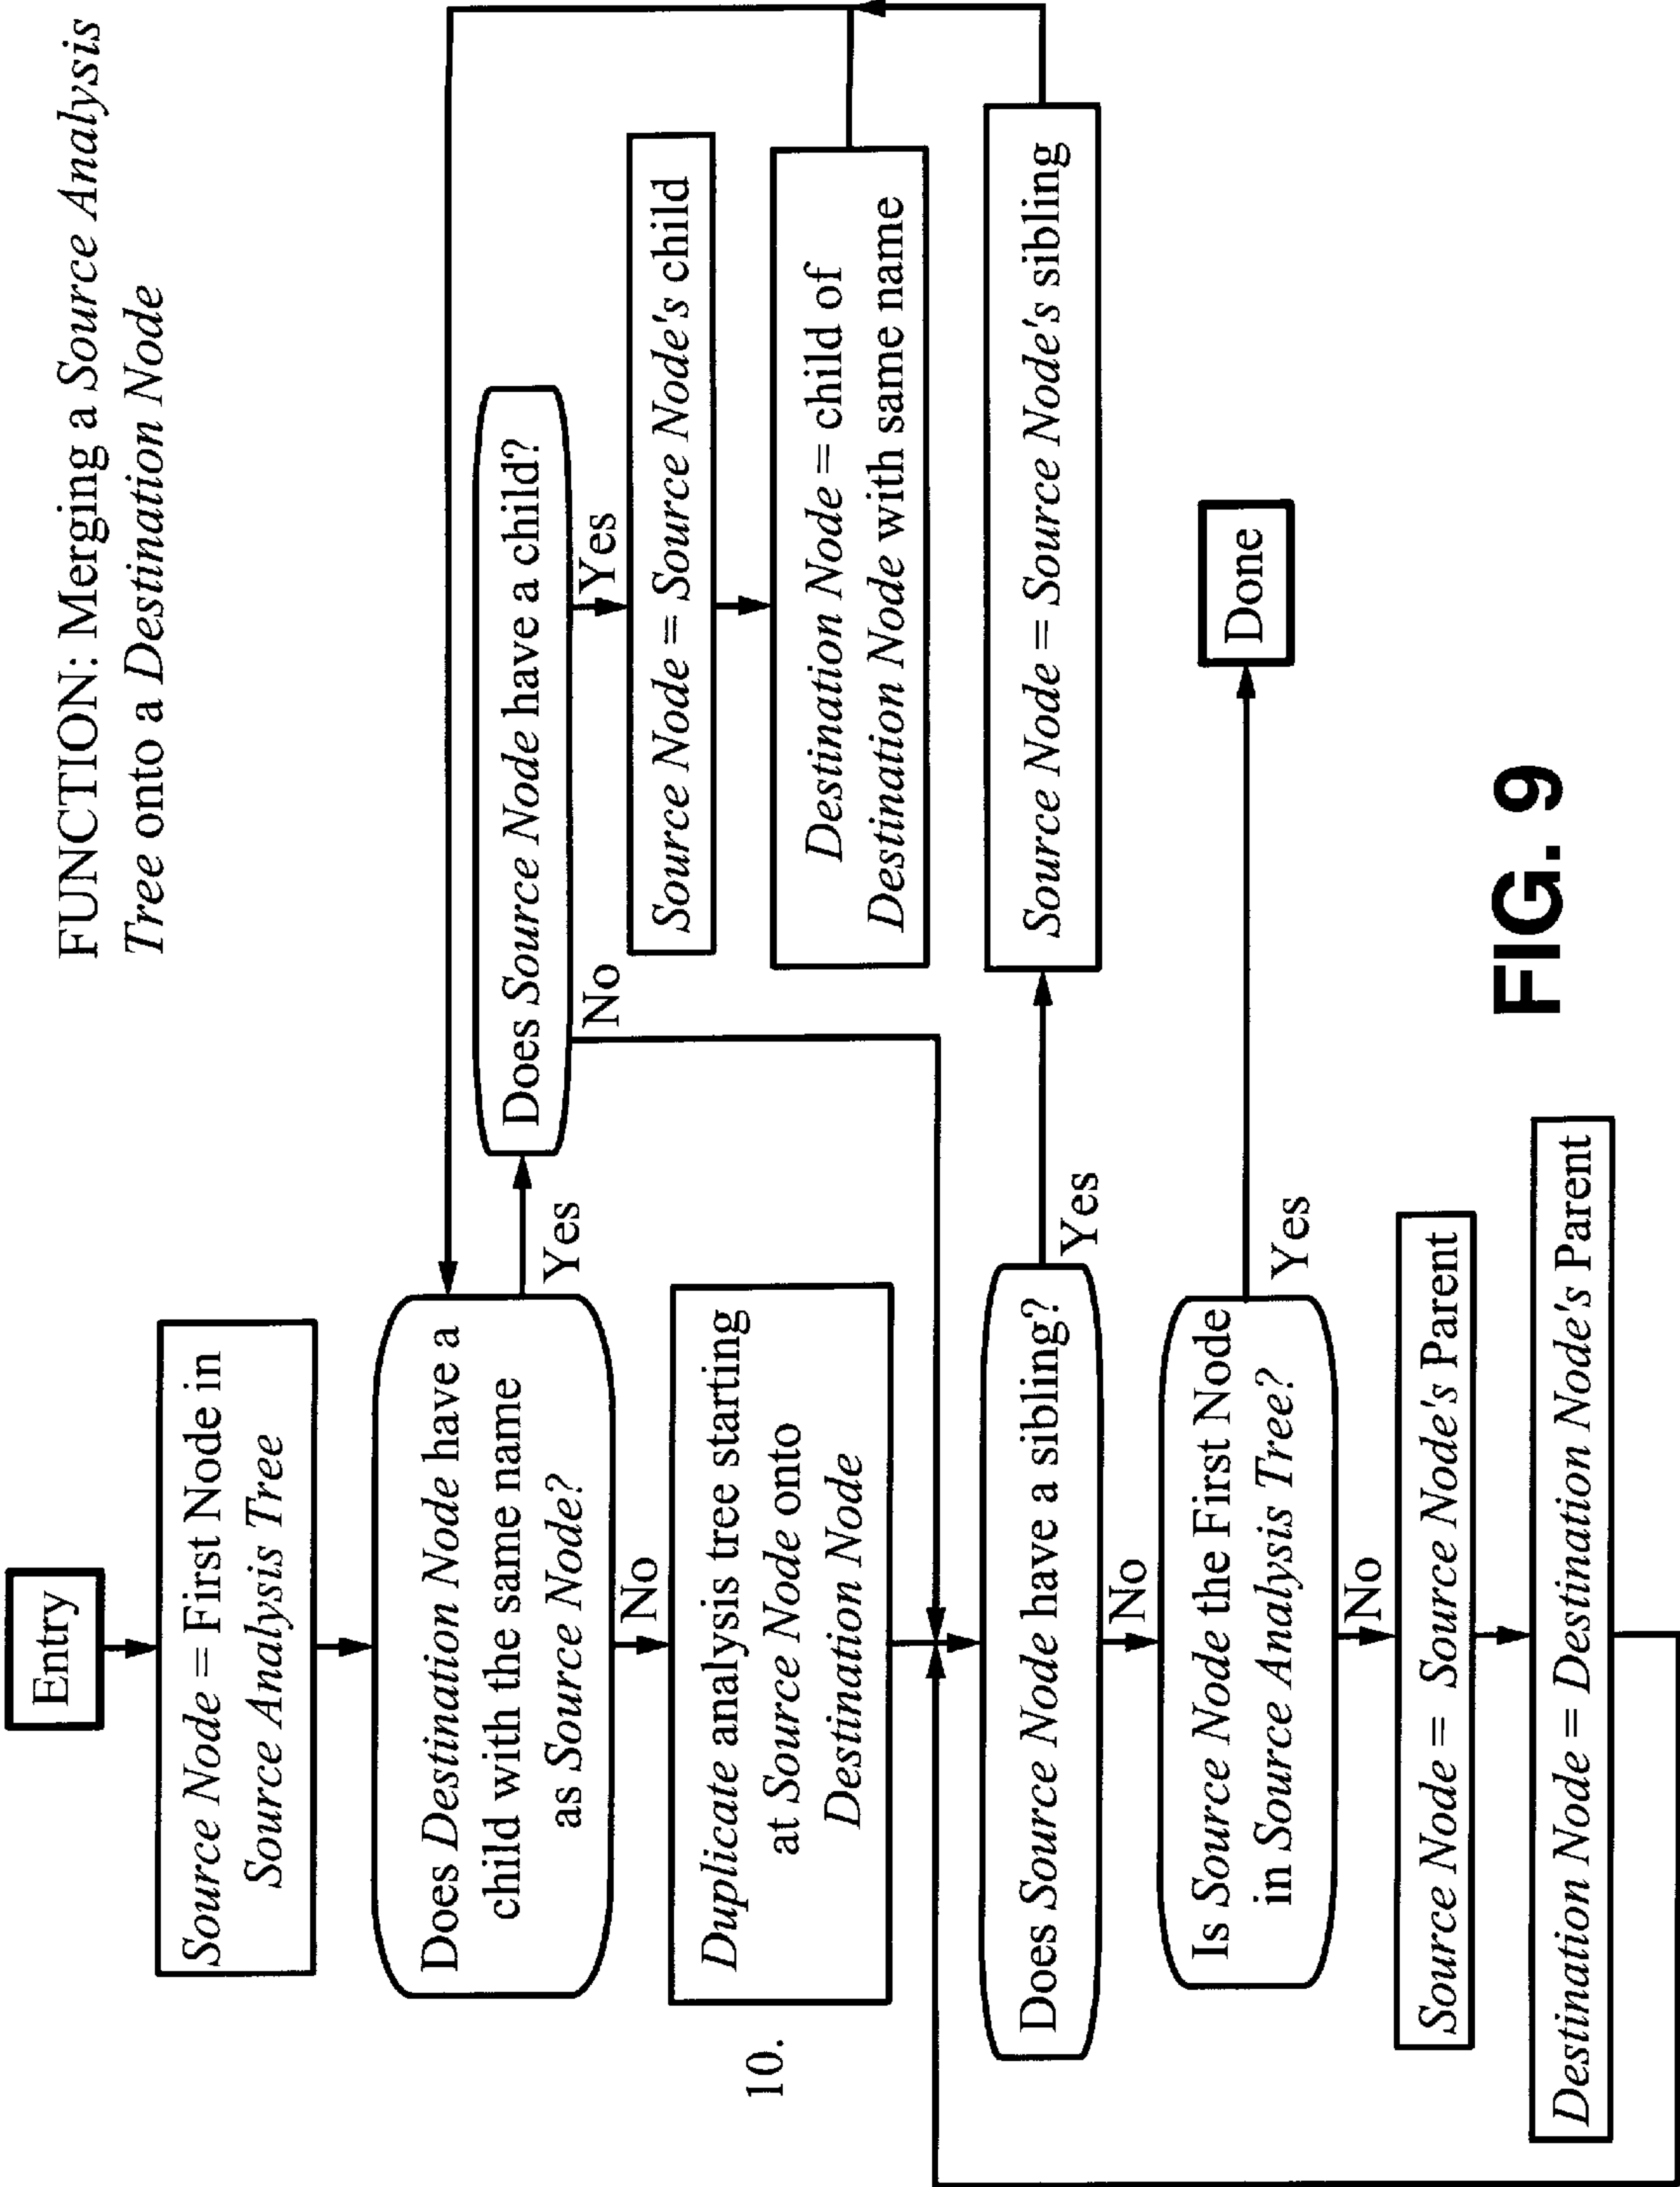 FUNCTION: Merging a Source Analysis
Tree onto a Destination Node
Entry
Source Node = First Node in
Source Analysis Tree
Does Destination Node have a
child with the same name
as Source Node?
Yes
No
Does Source Node have a child?
Yes
No
Source Node = Source Node's child
Destination Node = child of
Destination Node with same name
10.
Duplicate analysis tree starting
at Source Node onto
Destination Node
Does Source Node have a sibling?
Yes
No
Source Node = Source Node's sibling
Is Source Node the First Node
in Source Analysis Tree?
Yes
No
Done
Source Node = Source Node's Parent
Destination Node = Destination Node's Parent
FIG. 9